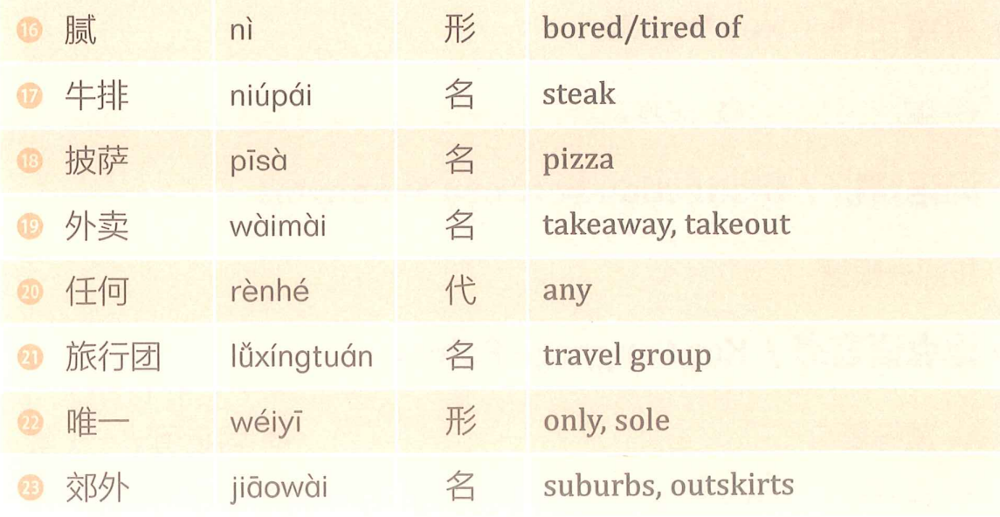 16 腻 nì 形 bored/tired of
17 牛排 niúpái 名 steak
18 披萨 pīsà 名 pizza
19 外卖 wàimài 名 takeaway, takeout
20 任何 rènhé 代 any
21 旅行团 lǚxíngtuán 名 travel group
22 唯一 wéiyī 形 only, sole
23 郊外 jiāowài 名 suburbs, outskirts